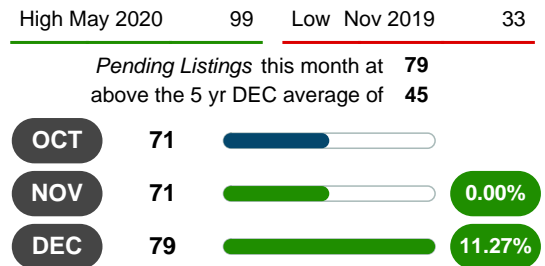 High May 2020 99 Low Nov 2019 33
Pending Listings this month at 79
above the 5 yr DEC average of 45
OCT 71
NOV 71 0.00%
DEC 79 11.27%